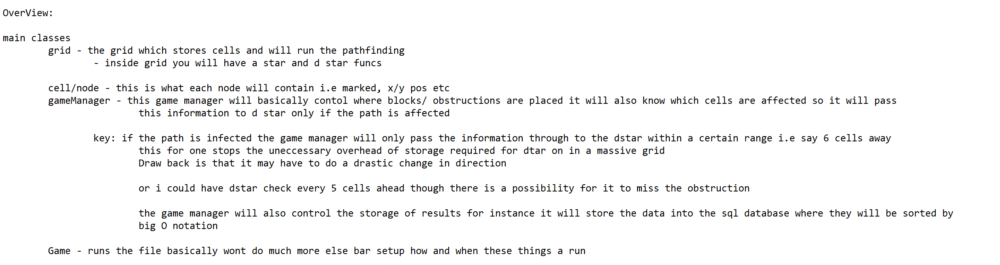 OverView:
main classes
grid - the grid which stores cells and will run the pathfinding
- inside grid you will have a star and d star funcs
cell/node - this is what each node will contain i.e marked, x/y pos etc
gameManager - this game manager will basically contol where blocks/ obstructions are placed it will also know which cells are affected so it will pass
this information to d star only if the path is affected
key: if the path is infected the game manager will only pass the information through to the dstar within a certain range i.e say 6 cells away
this for one stops the uneccessary overhead of storage required for dtar on in a massive grid
Draw back is that it may have to do a drastic change in direction
or i could have dstar check every 5 cells ahead though there is a possibility for it to miss the obstruction
the game manager will also control the storage of results for instance it will store the data into the sql database where they will be sorted by
big O notation
Game - runs the file basically wont do much more else bar setup how and when these things a run